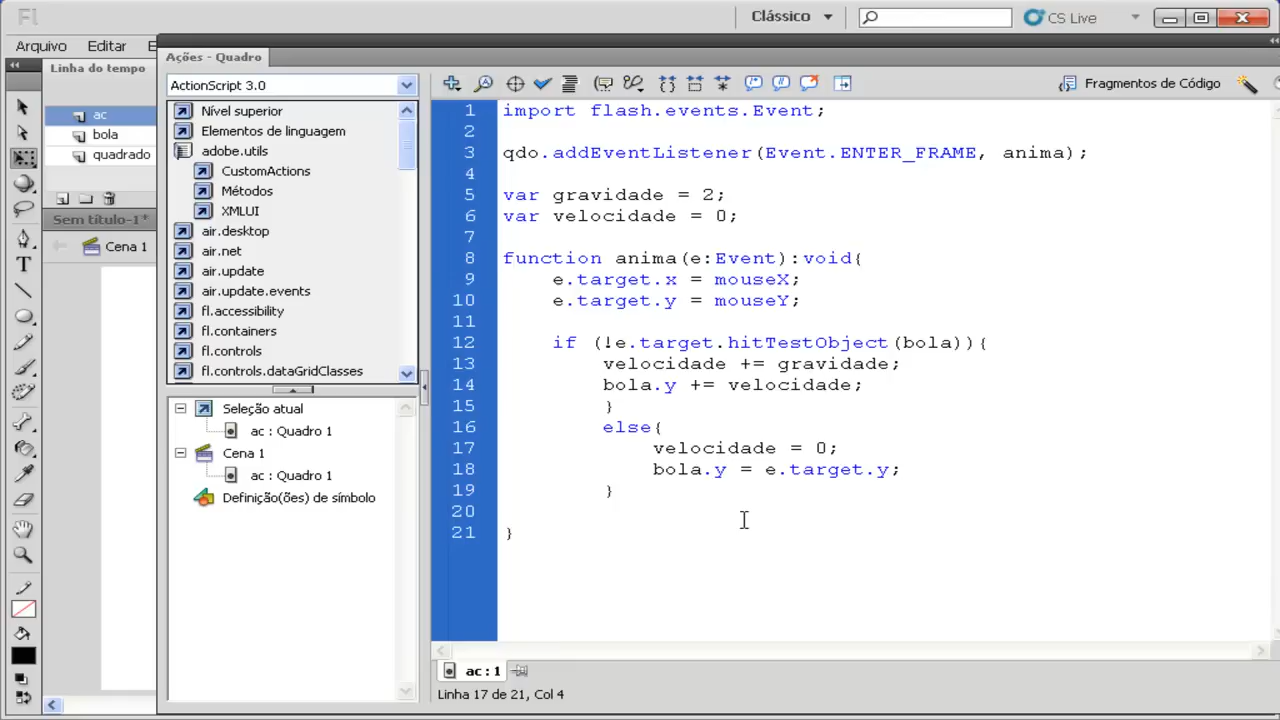 Fl
Clássico
CS Live
Arquivo Editar E
Linha do tempo
ac
bola
quadrado
Sem título-1*
Cena 1
Ações - Quadro
ActionScript 3.0
Fragmentos de Código
Nível superior
Elementos de linguagem
adobe.utils
CustomActions
Métodos
XMLUI
air.desktop
air.net
air.update
air.update.events
fl.accessibility
fl.containers
fl.controls
fl.controls.dataGridClasses
Seleção atual
ac : Quadro 1
Cena 1
ac : Quadro 1
Definição(ões) de símbolo
1 import flash.events.Event;
2
3 qdo.addEventListener(Event.ENTER_FRAME, anima);
4
5 var gravidade = 2;
6 var velocidade = 0;
7
8 function anima(e:Event):void{
9 e.target.x = mouseX;
10 e.target.y = mouseY;
11
12 if (!e.target.hitTestObject(bola)){
13 velocidade += gravidade;
14 bola.y += velocidade;
15 }
16 else{
17 velocidade = 0;
18 bola.y = e.target.y;
19 }
20
21 }
ac:1
Linha 17 de 21, Col 4